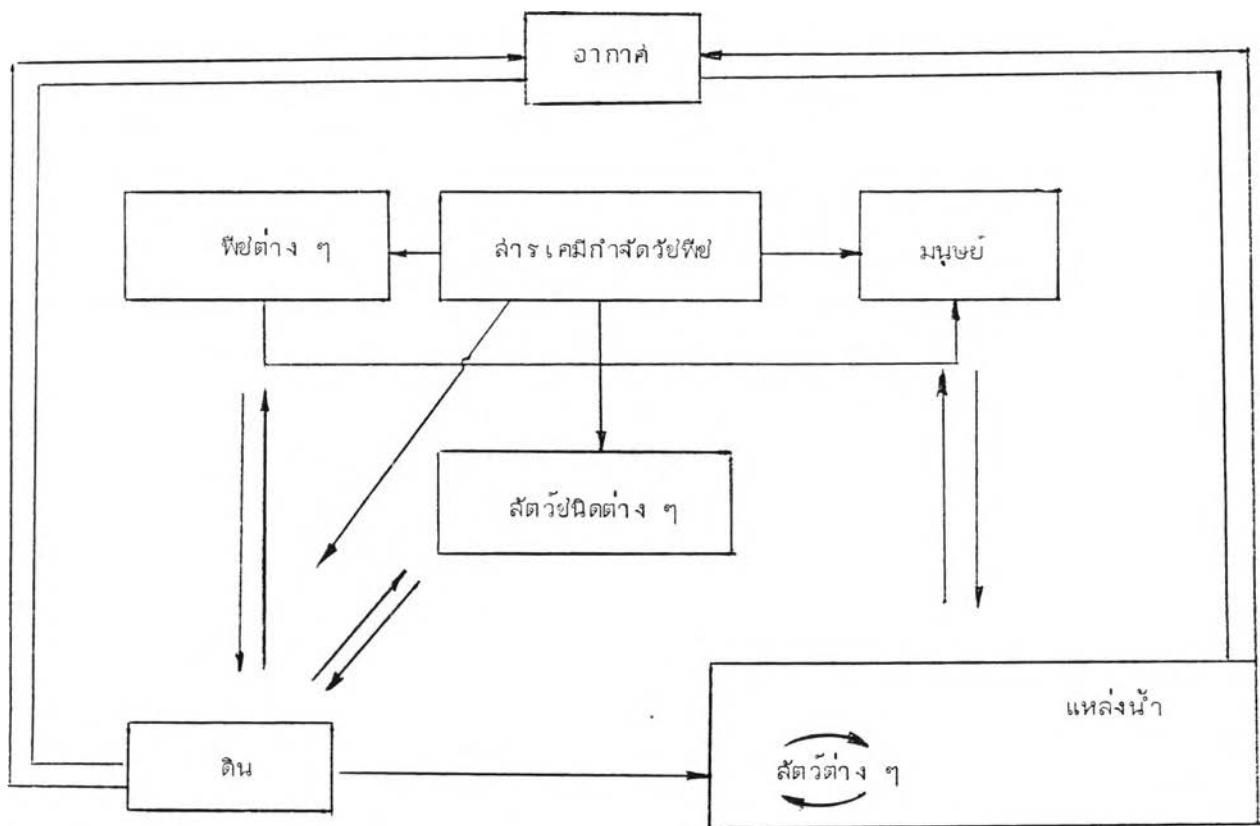 อากาศ
พืชต่าง ๆ
สารเคมีกำจัดวัชพืช
มนุษย์
สัตว์ชนิดต่าง ๆ
แหล่งน้ำ
ดิน
สัตว์ต่าง ๆ